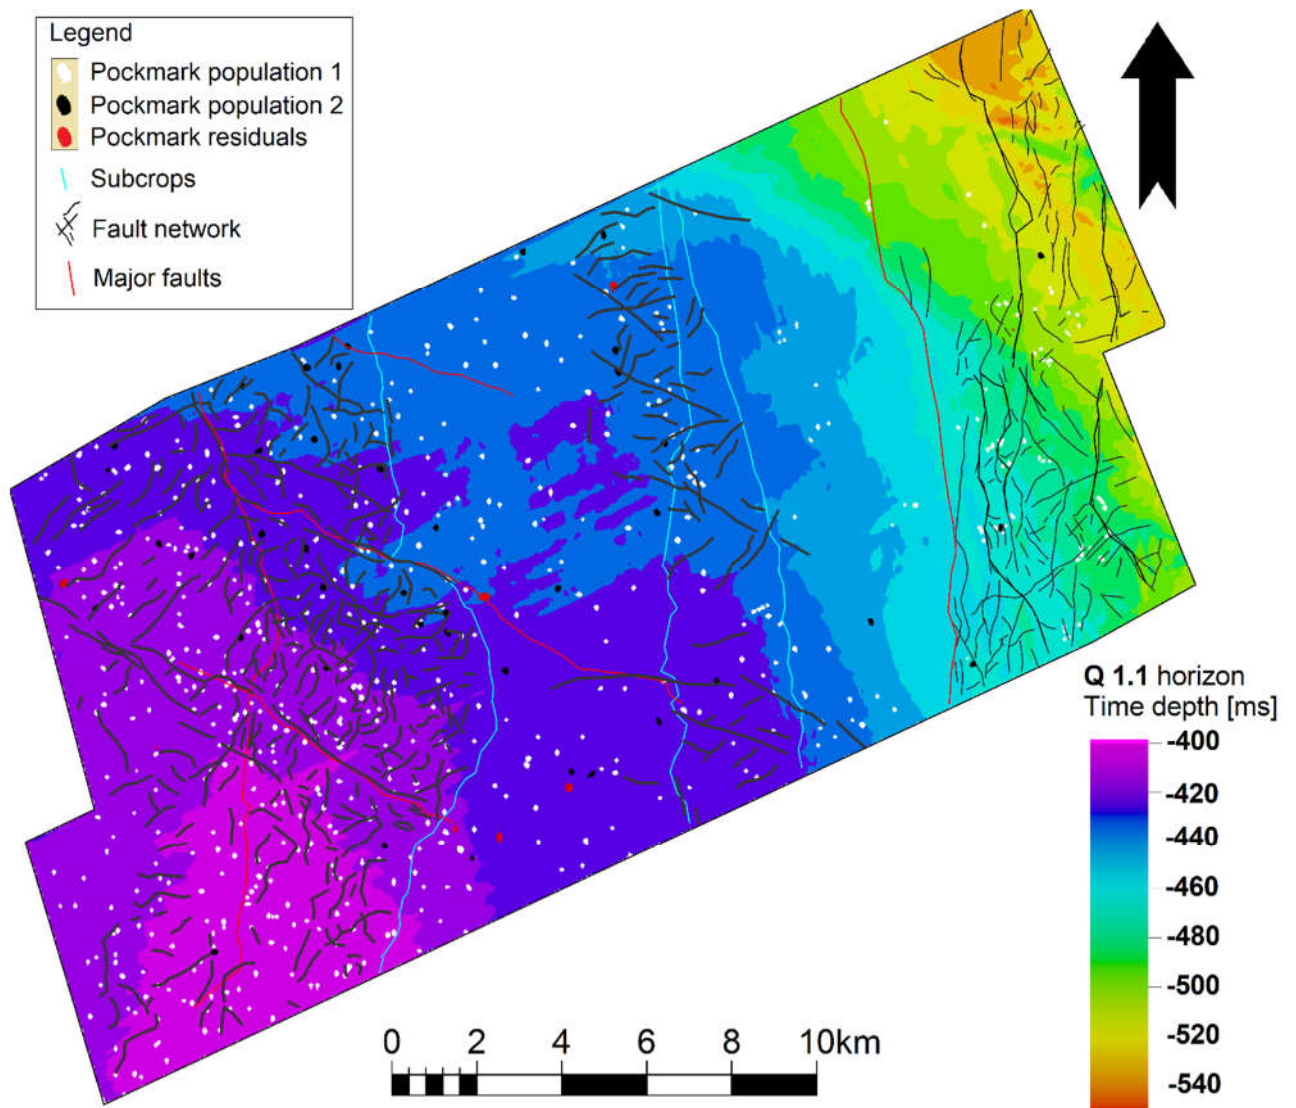 Legend
Pockmark population 1
Pockmark population 2
Pockmark residuals
Subcrops
Fault network
Major faults
Q 1.1 horizon
Time depth [ms]
-400
-420
-440
-460
-480
-500
-520
-540
0 2 4 6 8 10km